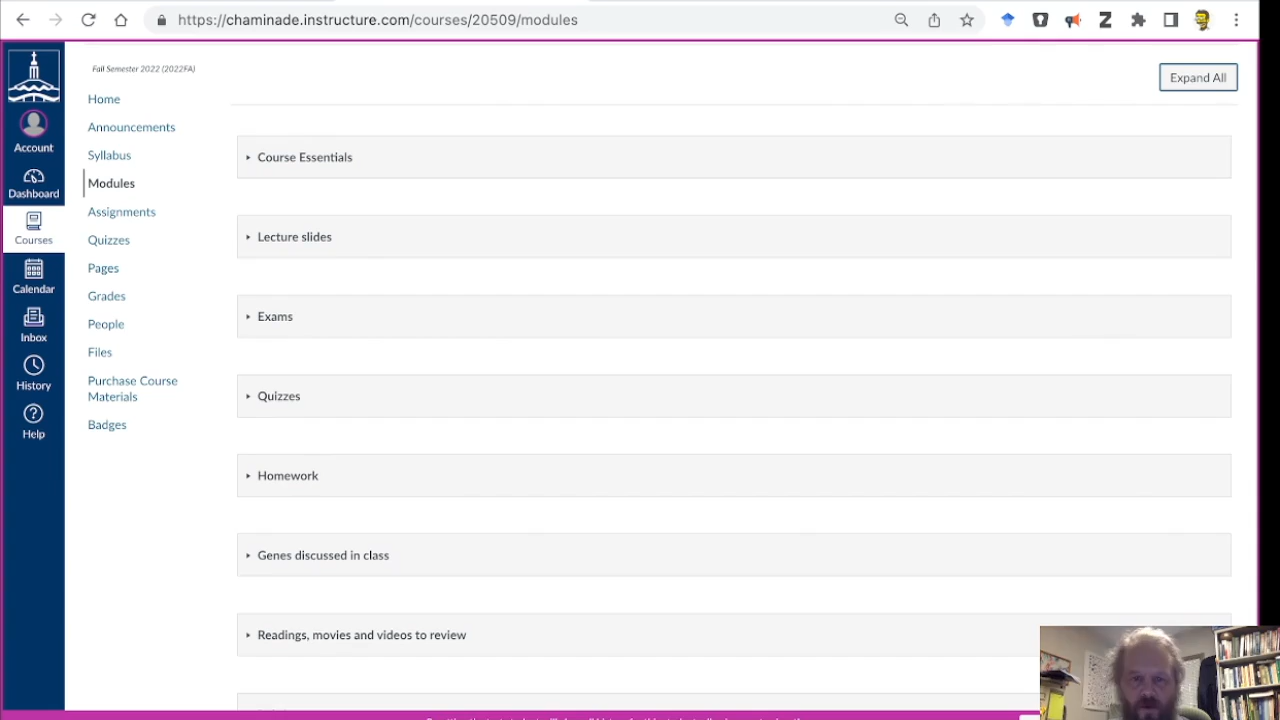 https://chaminade.instructure.com/courses/20509/modules
Fall Semester 2022 (2022FA)
Expand All
Home
Announcements
Syllabus
Modules
Assignments
Quizzes
Pages
Grades
People
Files
Purchase Course
Materials
Badges
Account
Dashboard
Courses
Calendar
Inbox
History
Help
Course Essentials
Lecture slides
Exams
Quizzes
Homework
Genes discussed in class
Readings, movies and videos to review